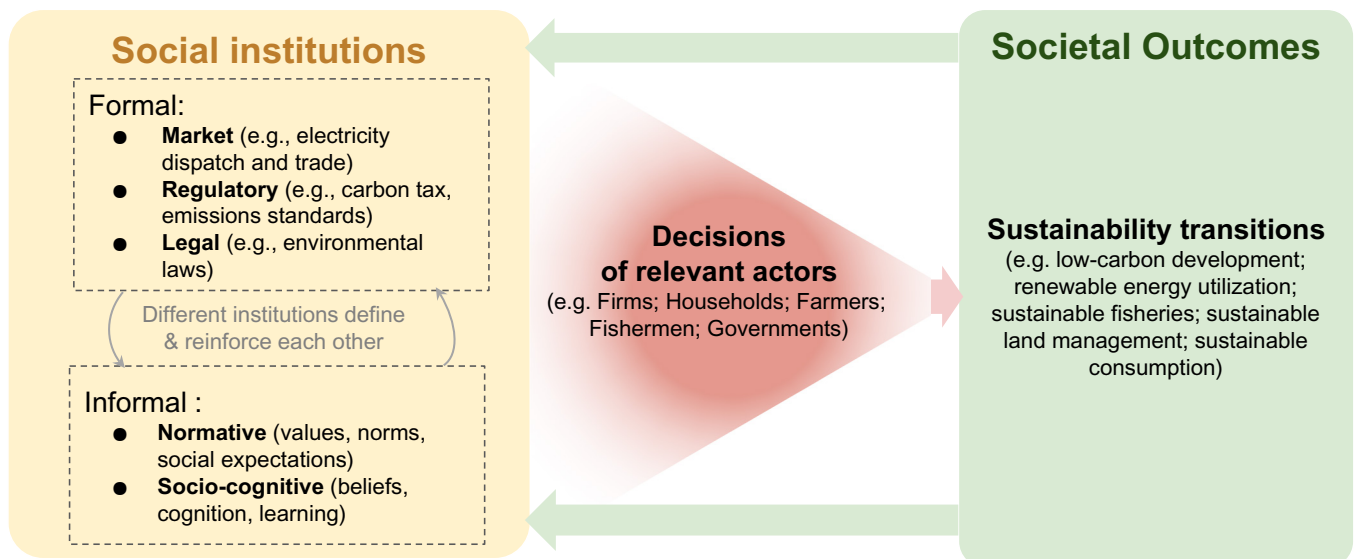 Social institutions
Formal:
● Market (e.g., electricity
dispatch and trade)
● Regulatory (e.g., carbon tax,
emissions standards)
● Legal (e.g., environmental
laws)
Different institutions define
& reinforce each other
Informal :
● Normative (values, norms,
social expectations)
● Socio-cognitive (beliefs,
cognition, learning)
Decisions
of relevant actors
(e.g. Firms; Households; Farmers;
Fishermen; Governments)
Societal Outcomes
Sustainability transitions
(e.g. low-carbon development;
renewable energy utilization;
sustainable fisheries; sustainable
land management; sustainable
consumption)